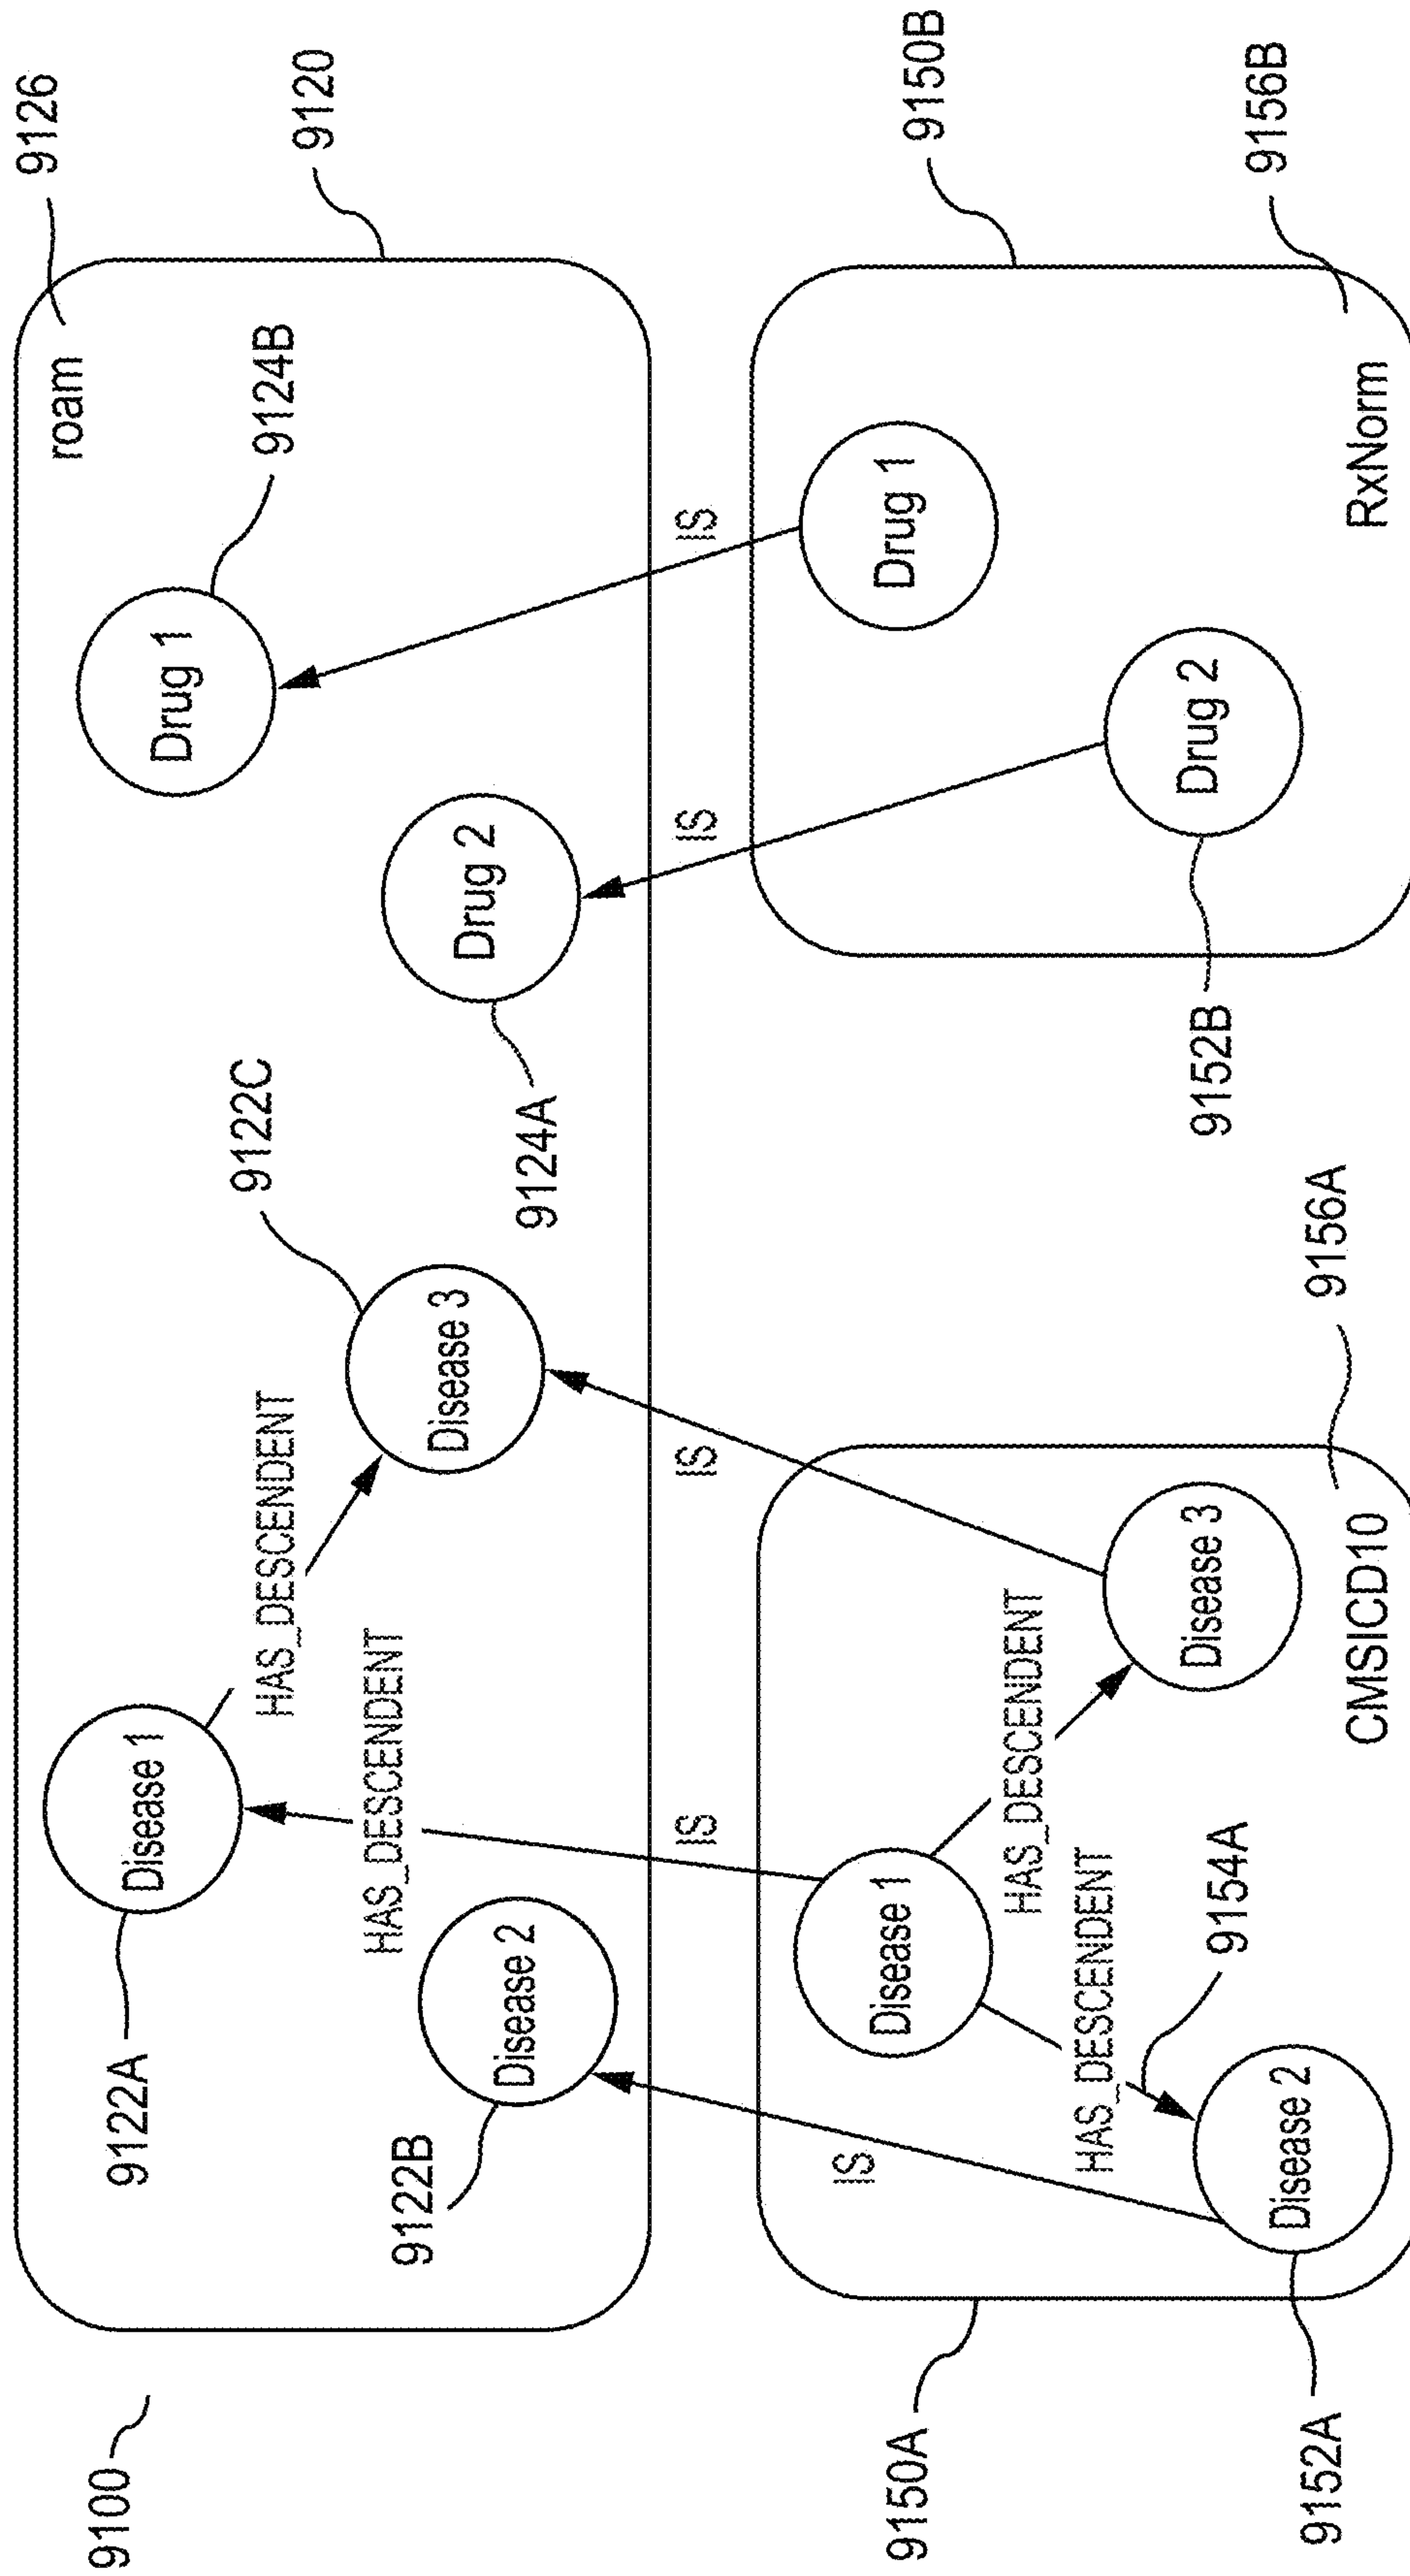 9100
9126
roam
9120
9122A
Disease 1
HAS_DESCENDENT
9122C
Drug 1
9124B
Disease 3
HAS_DESCENDENT
9122B
Disease 2
Drug 2
9124A
IS
IS
IS
IS
IS
9150A
9150B
Disease 1
HAS_DESCENDENT
Drug 1
HAS_DESCENDENT
9154A
Disease 3
Drug 2
9152B
9156B
Disease 2
9152A
CMSICD10
9156A
RxNorm